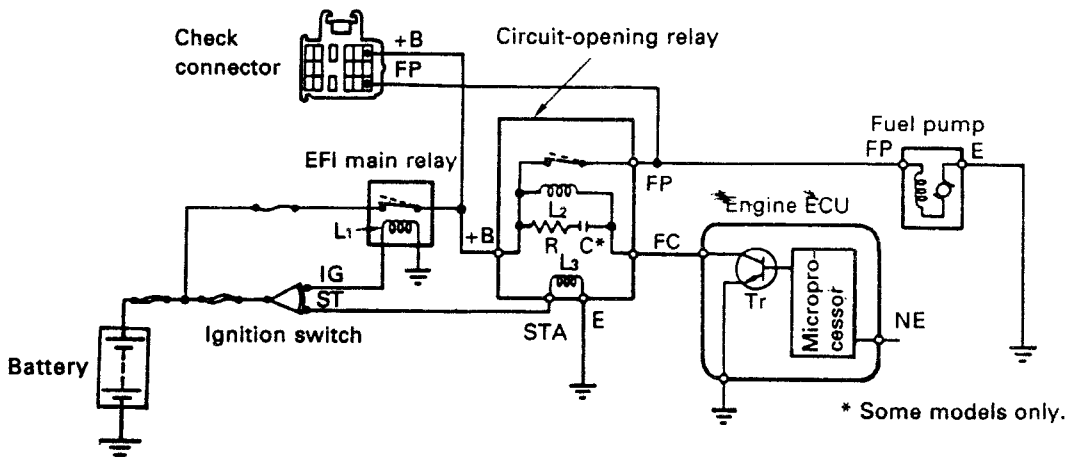 Check
connector
+B
FP
Circuit-opening relay
EFI main relay
L₁
+B
L₂
R
C*
L₃
FP
FC
STA
E
Fuel pump
FP
E
*Engine ECU*
Tr
Micropro-
cessor
NE
IG
ST
Ignition switch
Battery
* Some models only.